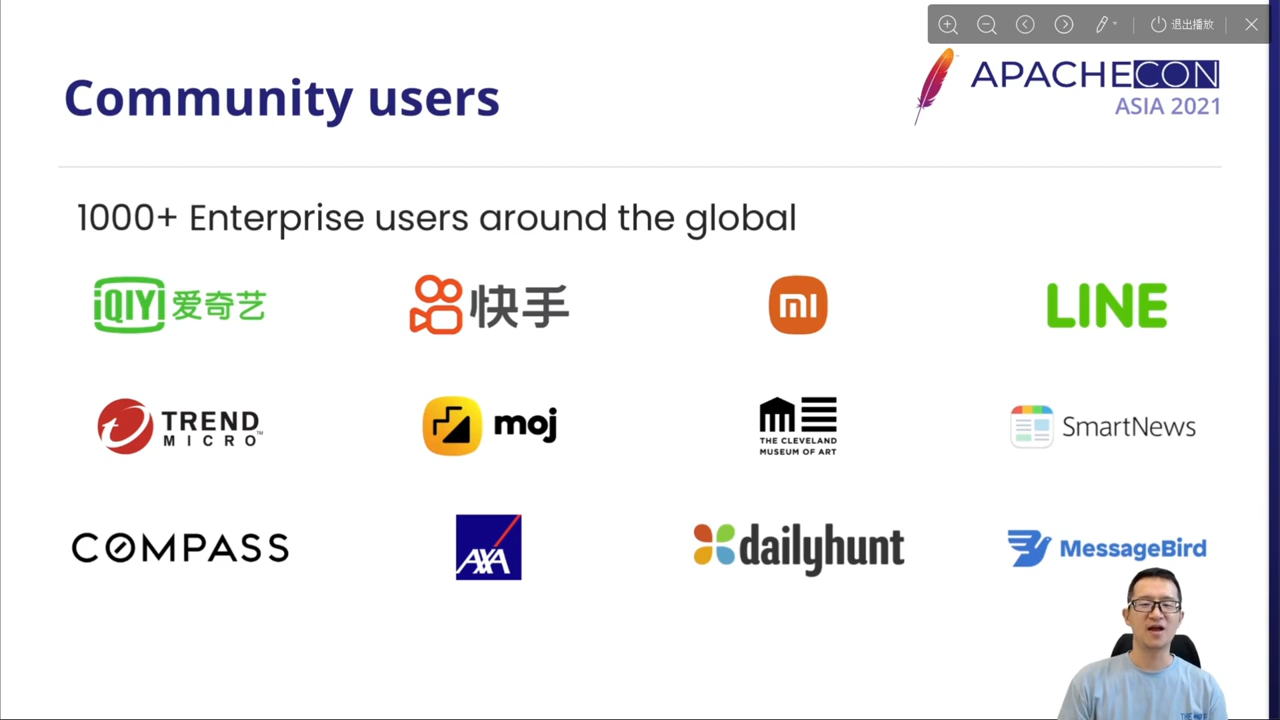 退出播放
APACHECON
ASIA 2021
Community users
1000+ Enterprise users around the global
iQIYI 爱奇艺
快手
mi
LINE
TREND
MICRO™
moj
THE CLEVELAND
MUSEUM OF ART
SmartNews
COMPASS
AXA
dailyhunt
MessageBird